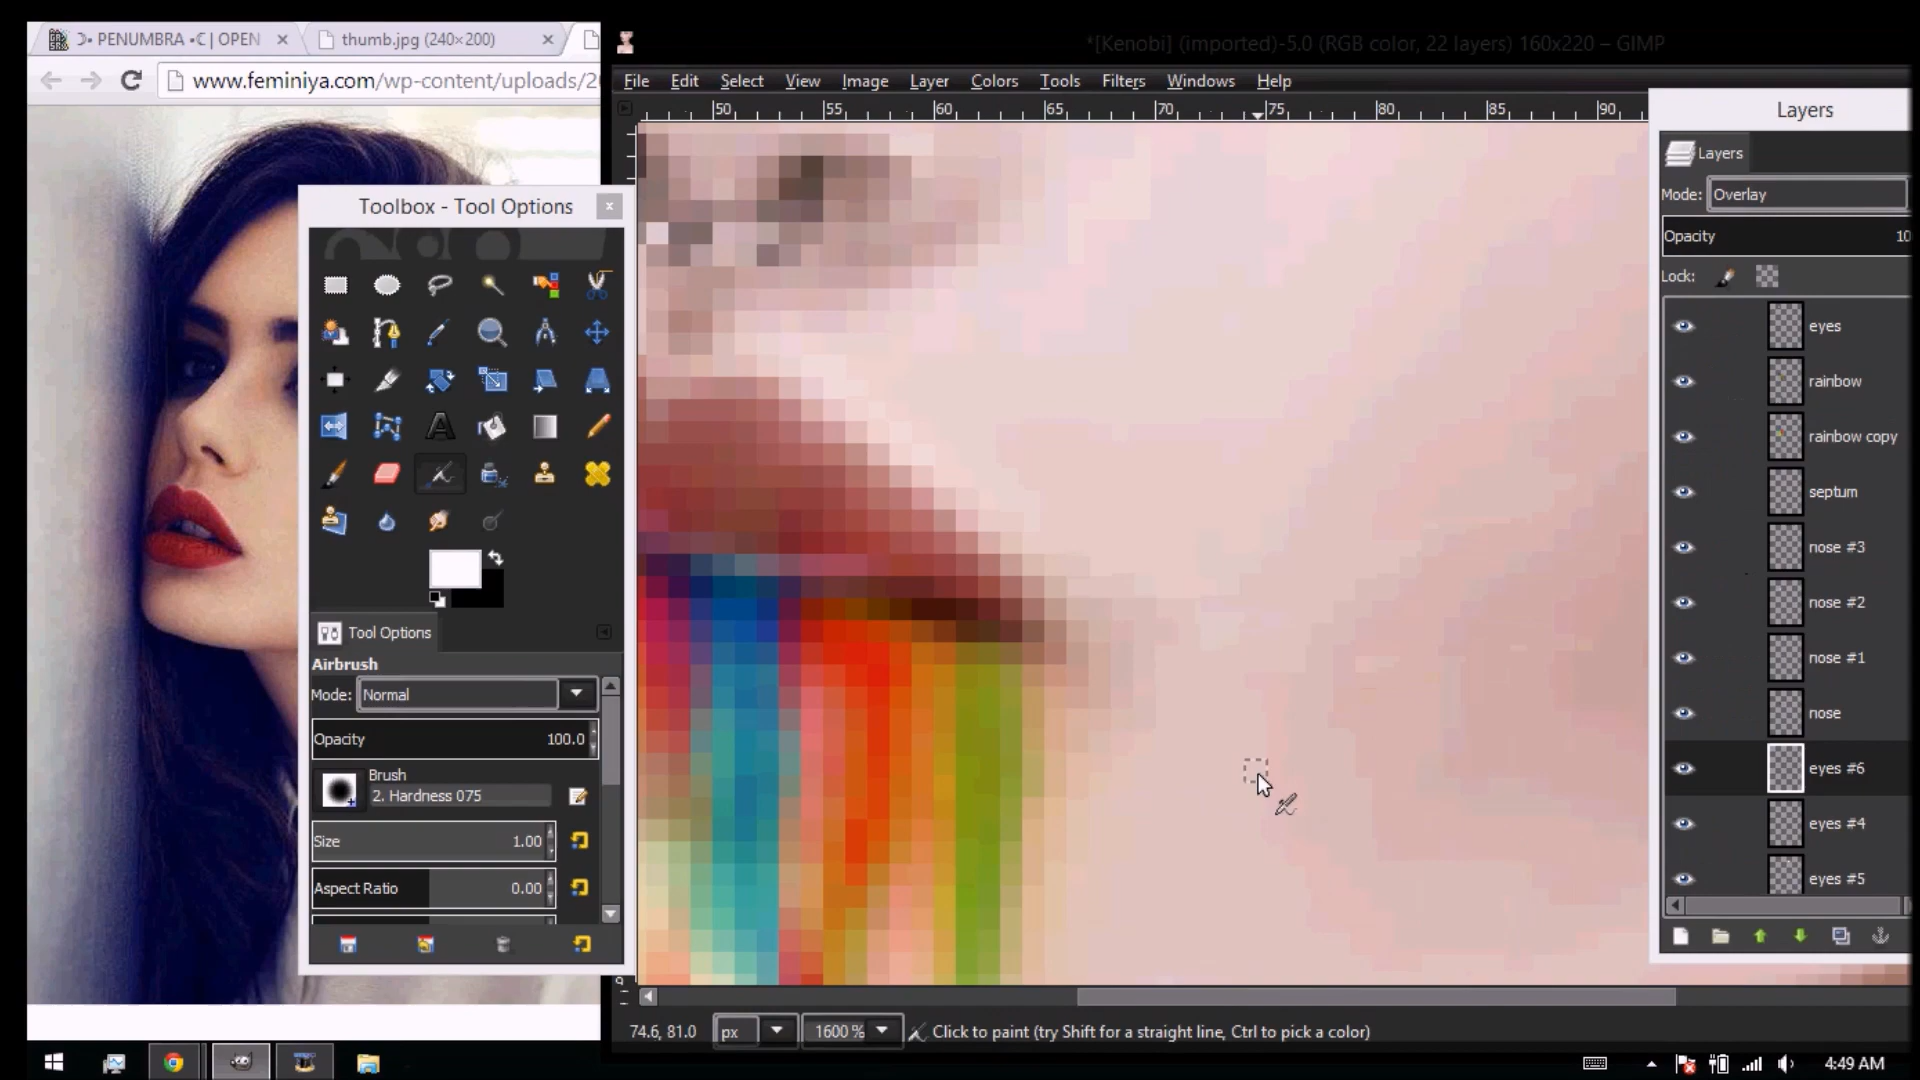 ☽• PENUMBRA •☾ | OPEN
thumb.jpg (240×200)
www.feminiya.com/wp-content/uploads/20
*[Kenobi] (imported)-5.0 (RGB color, 22 layers) 160x220 – GIMP
File Edit Select View Image Layer Colors Tools Filters Windows Help
50 55 60 65 70 75 80 85 90
Toolbox - Tool Options
Tool Options
Airbrush
Mode: Normal
Opacity 100.0
Brush
2. Hardness 075
Size 1.00
Aspect Ratio 0.00
Layers
Layers
Mode: Overlay
Opacity 10
Lock:
eyes
rainbow
rainbow copy
septum
nose #3
nose #2
nose #1
nose
eyes #6
eyes #4
eyes #5
74.6, 81.0 px 1600 % Click to paint (try Shift for a straight line, Ctrl to pick a color)
4:49 AM